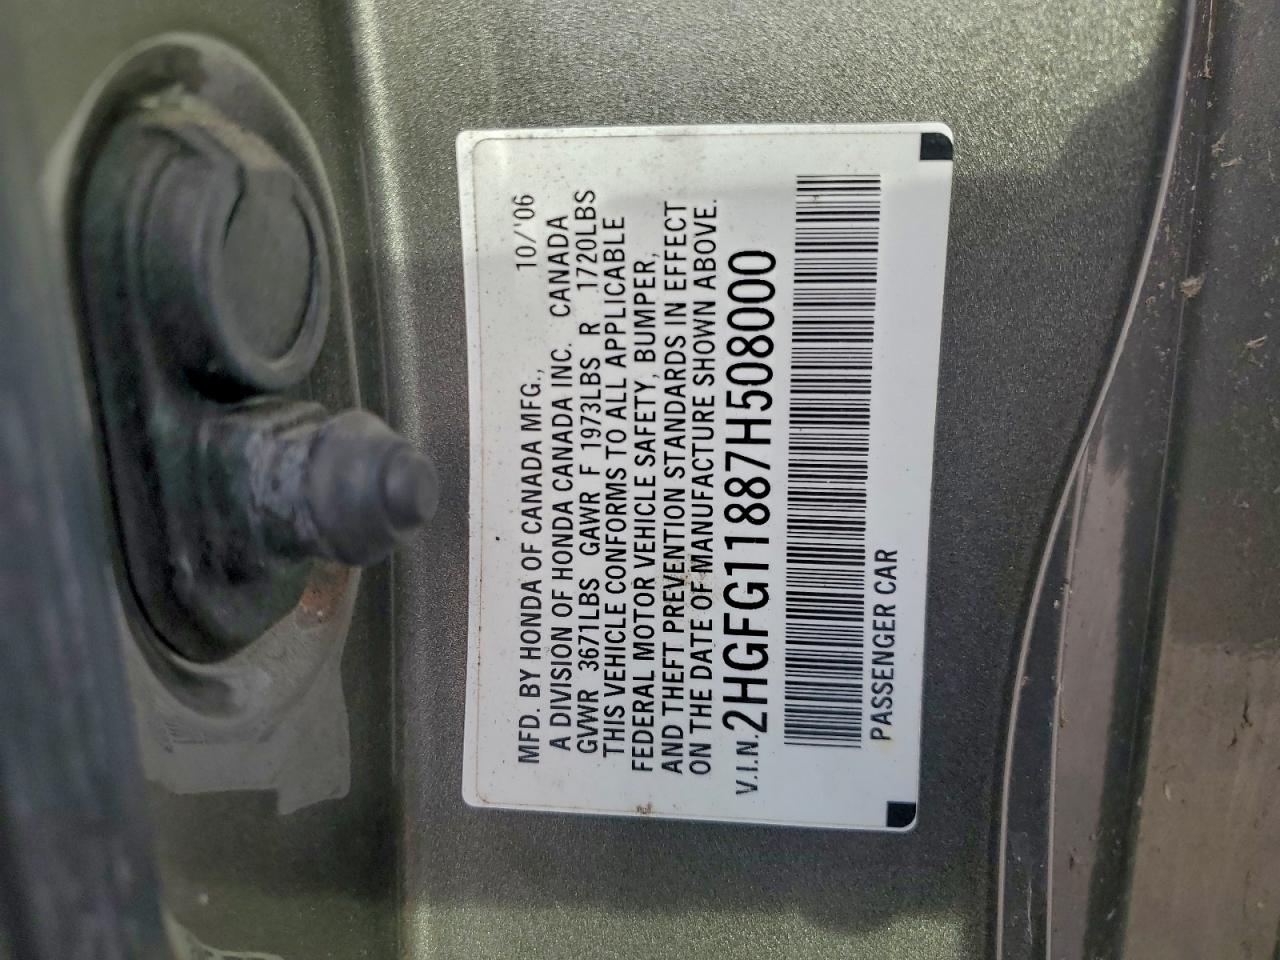 MFD. BY HONDA OF CANADA MFG., 10/'06
A DIVISION OF HONDA CANADA INC. CANADA
GVWR 3671LBS GAWR F 1973LBS R 1720LBS
THIS VEHICLE CONFORMS TO ALL APPLICABLE
FEDERAL MOTOR VEHICLE SAFETY, BUMPER,
AND THEFT PREVENTION STANDARDS IN EFFECT
ON THE DATE OF MANUFACTURE SHOWN ABOVE.
V.I.N. 2HGFG11887H508000
PASSENGER CAR